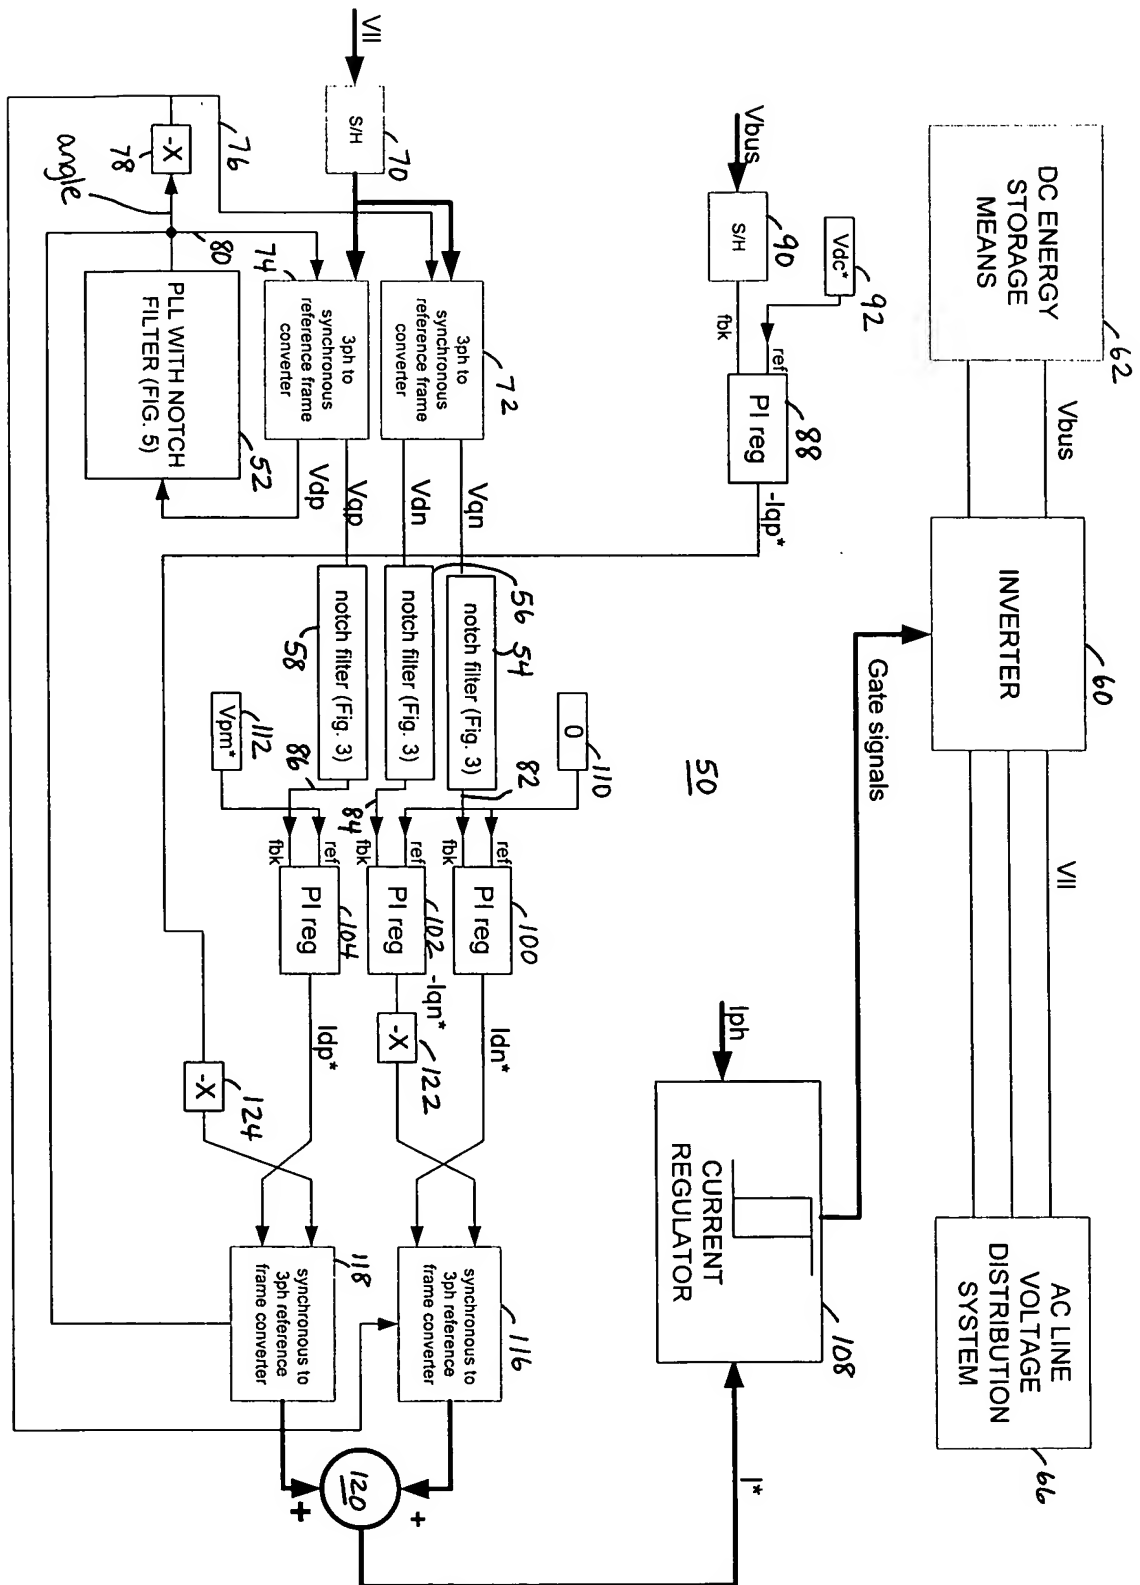 DC ENERGY
STORAGE
MEANS
62
Vbus
INVERTER
60
Vll
AC LINE
VOLTAGE
DISTRIBUTION
SYSTEM
66
Gate signals
50
Iph
CURRENT
REGULATOR
108
I*
Vbus
S/H
90
Vdc*
92
fbk
ref
PI reg
88
-Iqp*
Vll
S/H
70
3ph to
synchronous
reference frame
converter
72
3ph to
synchronous
reference frame
converter
74
Vqn
Vdn
Vqp
Vdp
notch filter (Fig. 3)
54
notch filter (Fig. 3)
56
notch filter (Fig. 3)
58
0
110
Vpm*
112
82
84
86
ref
fbk
ref
fbk
ref
fbk
PI reg
100
PI reg
102
PI reg
104
Idn*
-Iqn*
Idp*
-X
122
-X
124
synchronous to
3ph reference
frame converter
116
synchronous to
3ph reference
frame converter
118
+
+
120
76
-X
78
angle
80
PLL WITH NOTCH
FILTER (FIG. 5)
52